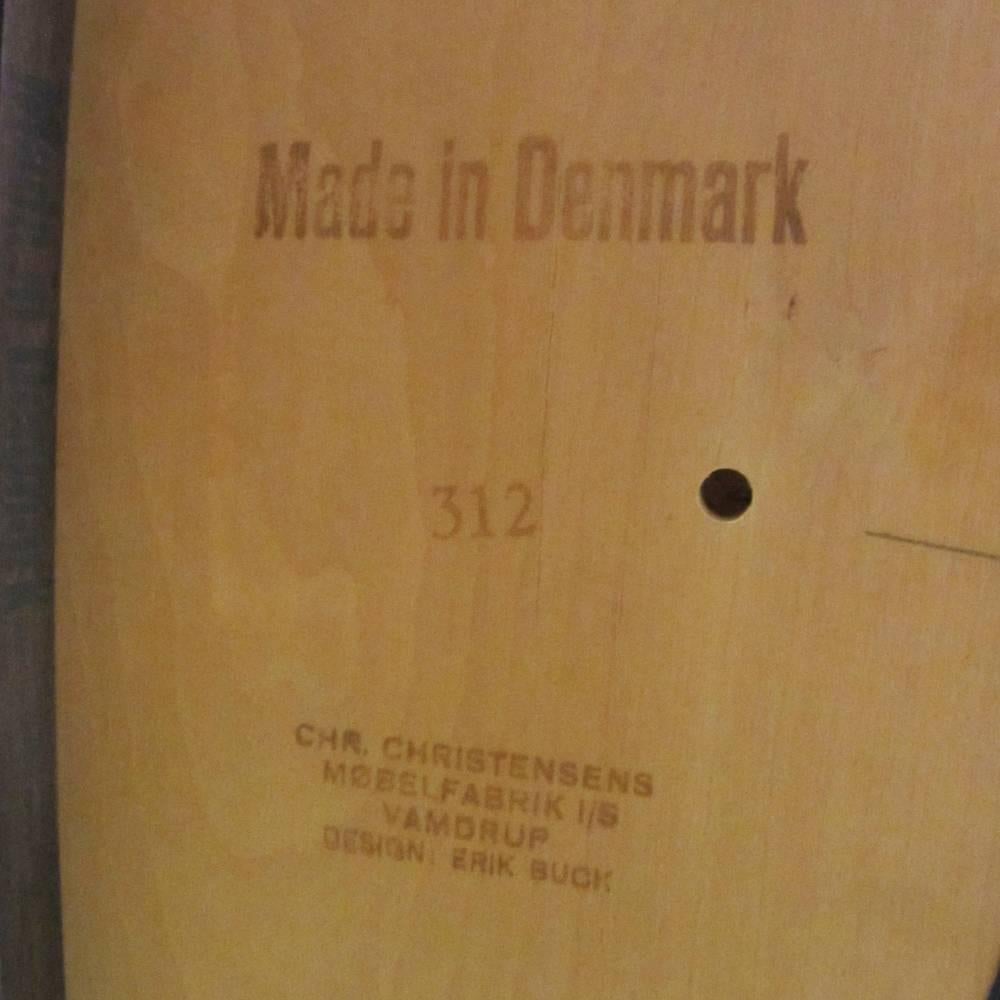 Made in Denmark
312
CHR. CHRISTENSENS
MØBELFABRIK I/S
VAMDRUP
DESIGN: ERIK BUCK